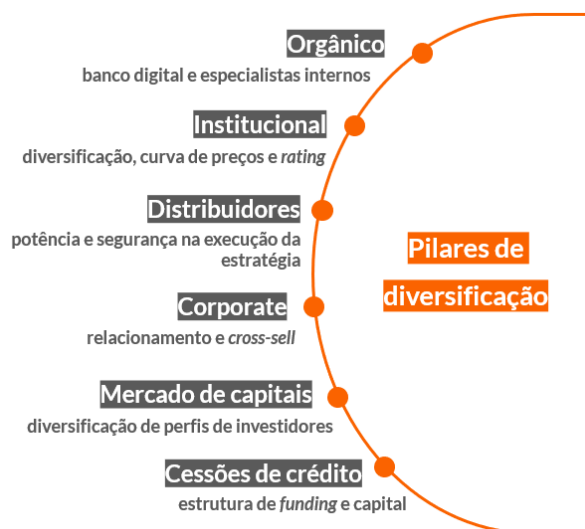 Orgânico
banco digital e especialistas internos
Institucional
diversificação, curva de preços e rating
Distribuidores
potência e segurança na execução da
estratégia
Pilares de
diversificação
Corporate
relacionamento e cross-sell
Mercado de capitais
diversificação de perfis de investidores
Cessões de crédito
estrutura de funding e capital